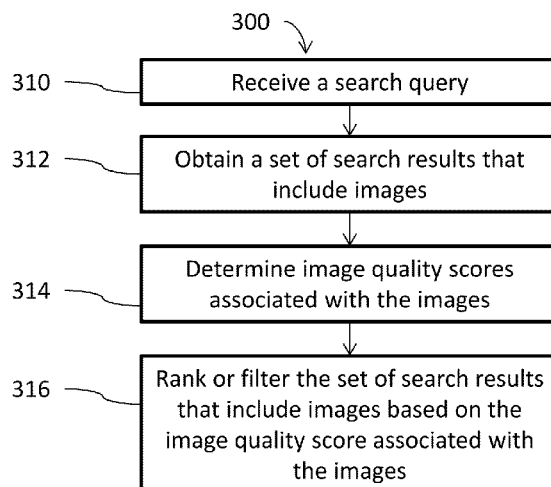 300
310
Receive a search query
312
Obtain a set of search results that
include images
314
Determine image quality scores
associated with the images
316
Rank or filter the set of search results
that include images based on the
image quality score associated with
the images